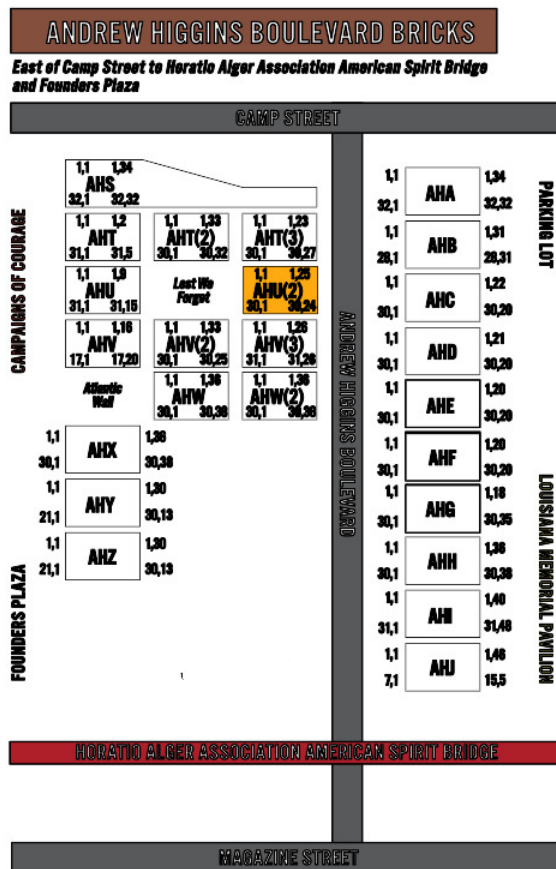 ANDREW HIGGINS BOULEVARD BRICKS
East of Camp Street to Horatio Alger Association American Spirit Bridge
and Founders Plaza
CAMP STREET
1,1 1,34
AHS
32,1 32,32
1,1 1,2
AHT
31,1 31,5
1,1 1,33
AHT(2)
30,1 30,32
1,1 1,23
AHT(3)
30,1 30,27
1,1 1,9
AHU
31,1 31,15
Lest We
Forget
1,1 1,25
AHU(2)
30,1 30,24
1,1 1,16
AHV
17,1 17,20
1,1 1,33
AHV(2)
30,1 30,25
1,1 1,26
AHV(3)
31,1 31,26
Atlantic
Wall
1,1 1,36
AHW
30,1 30,38
1,1 1,36
AHW(2)
30,1 36,36
1,1 1,36
AHX
30,1 30,38
1,1 1,30
AHY
21,1 30,13
1,1 1,30
AHZ
21,1 30,13
CAMPAIGNS OF COURAGE
FOUNDERS PLAZA
ANDREW HIGGINS BOULEVARD
1,1 1,34
AHA
32,1 32,32
1,1 1,31
AHB
28,1 28,31
1,1 1,22
AHC
30,1 30,20
1,1 1,21
AHD
30,1 30,20
1,1 1,20
AHE
30,1 30,20
1,1 1,20
AHF
30,1 30,20
1,1 1,18
AHG
30,1 30,35
1,1 1,36
AHH
30,1 30,38
1,1 1,40
AHI
31,1 31,48
1,1 1,46
AHJ
7,1 15,5
PARKING LOT
LOUISIANA MEMORIAL PAVILION
HORATIO ALGER ASSOCIATION AMERICAN SPIRIT BRIDGE
MAGAZINE STREET